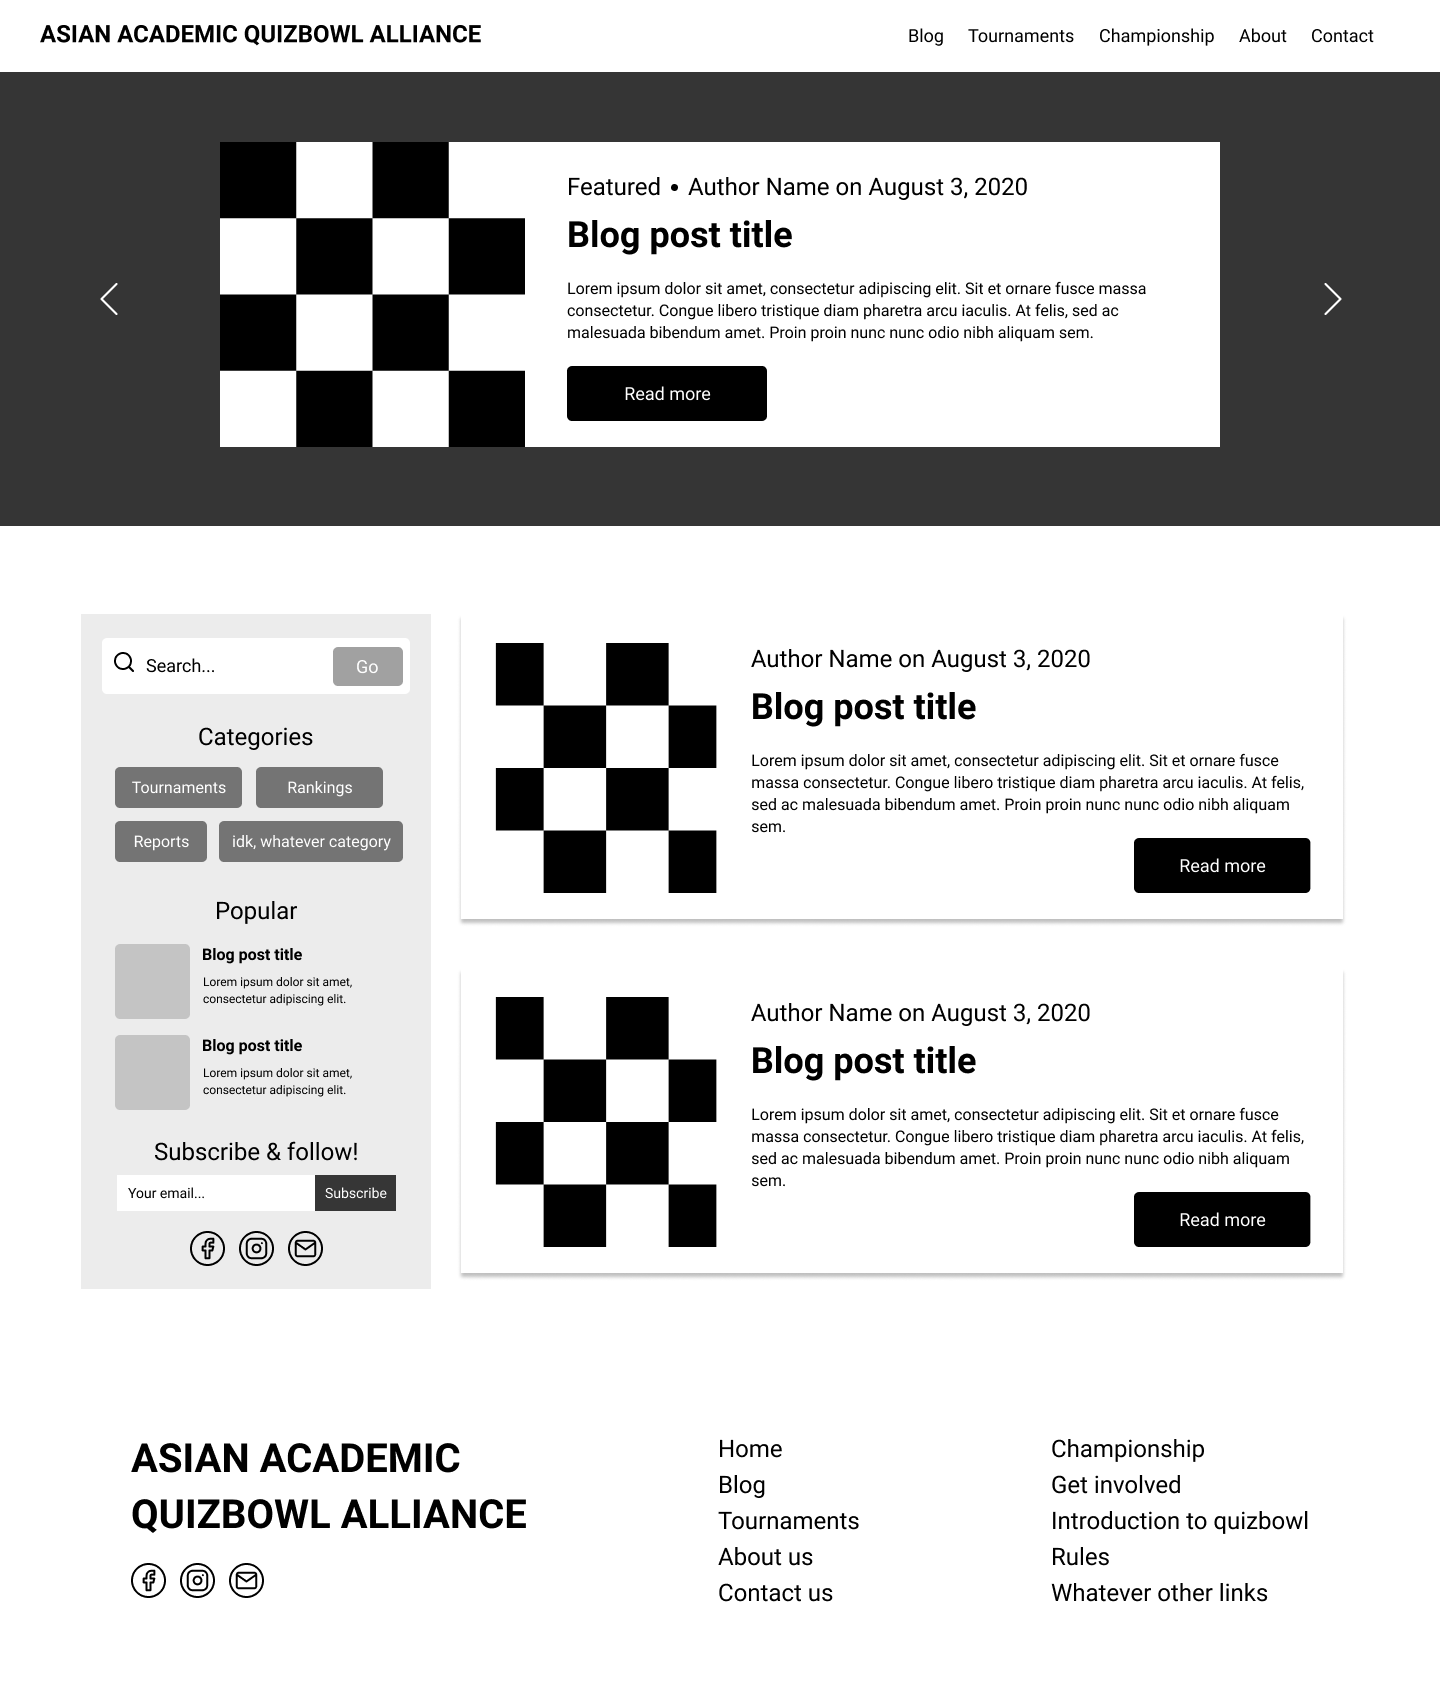 ASIAN ACADEMIC QUIZBOWL ALLIANCE
Blog Tournaments Championship About Contact
Featured • Author Name on August 3, 2020
Blog post title
Lorem ipsum dolor sit amet, consectetur adipiscing elit. Sit et ornare fusce massa
consectetur. Congue libero tristique diam pharetra arcu iaculis. At felis, sed ac
malesuada bibendum amet. Proin proin nunc nunc odio nibh aliquam sem.
Read more
Search...
Go
Categories
Tournaments
Rankings
Reports
idk, whatever category
Popular
Blog post title
Lorem ipsum dolor sit amet,
consectetur adipiscing elit.
Blog post title
Lorem ipsum dolor sit amet,
consectetur adipiscing elit.
Subscribe & follow!
Your email...
Subscribe
Author Name on August 3, 2020
Blog post title
Lorem ipsum dolor sit amet, consectetur adipiscing elit. Sit et ornare fusce
massa consectetur. Congue libero tristique diam pharetra arcu iaculis. At felis,
sed ac malesuada bibendum amet. Proin proin nunc nunc odio nibh aliquam
sem.
Read more
Author Name on August 3, 2020
Blog post title
Lorem ipsum dolor sit amet, consectetur adipiscing elit. Sit et ornare fusce
massa consectetur. Congue libero tristique diam pharetra arcu iaculis. At felis,
sed ac malesuada bibendum amet. Proin proin nunc nunc odio nibh aliquam
sem.
Read more
ASIAN ACADEMIC
QUIZBOWL ALLIANCE
Home
Blog
Tournaments
About us
Contact us
Championship
Get involved
Introduction to quizbowl
Rules
Whatever other links